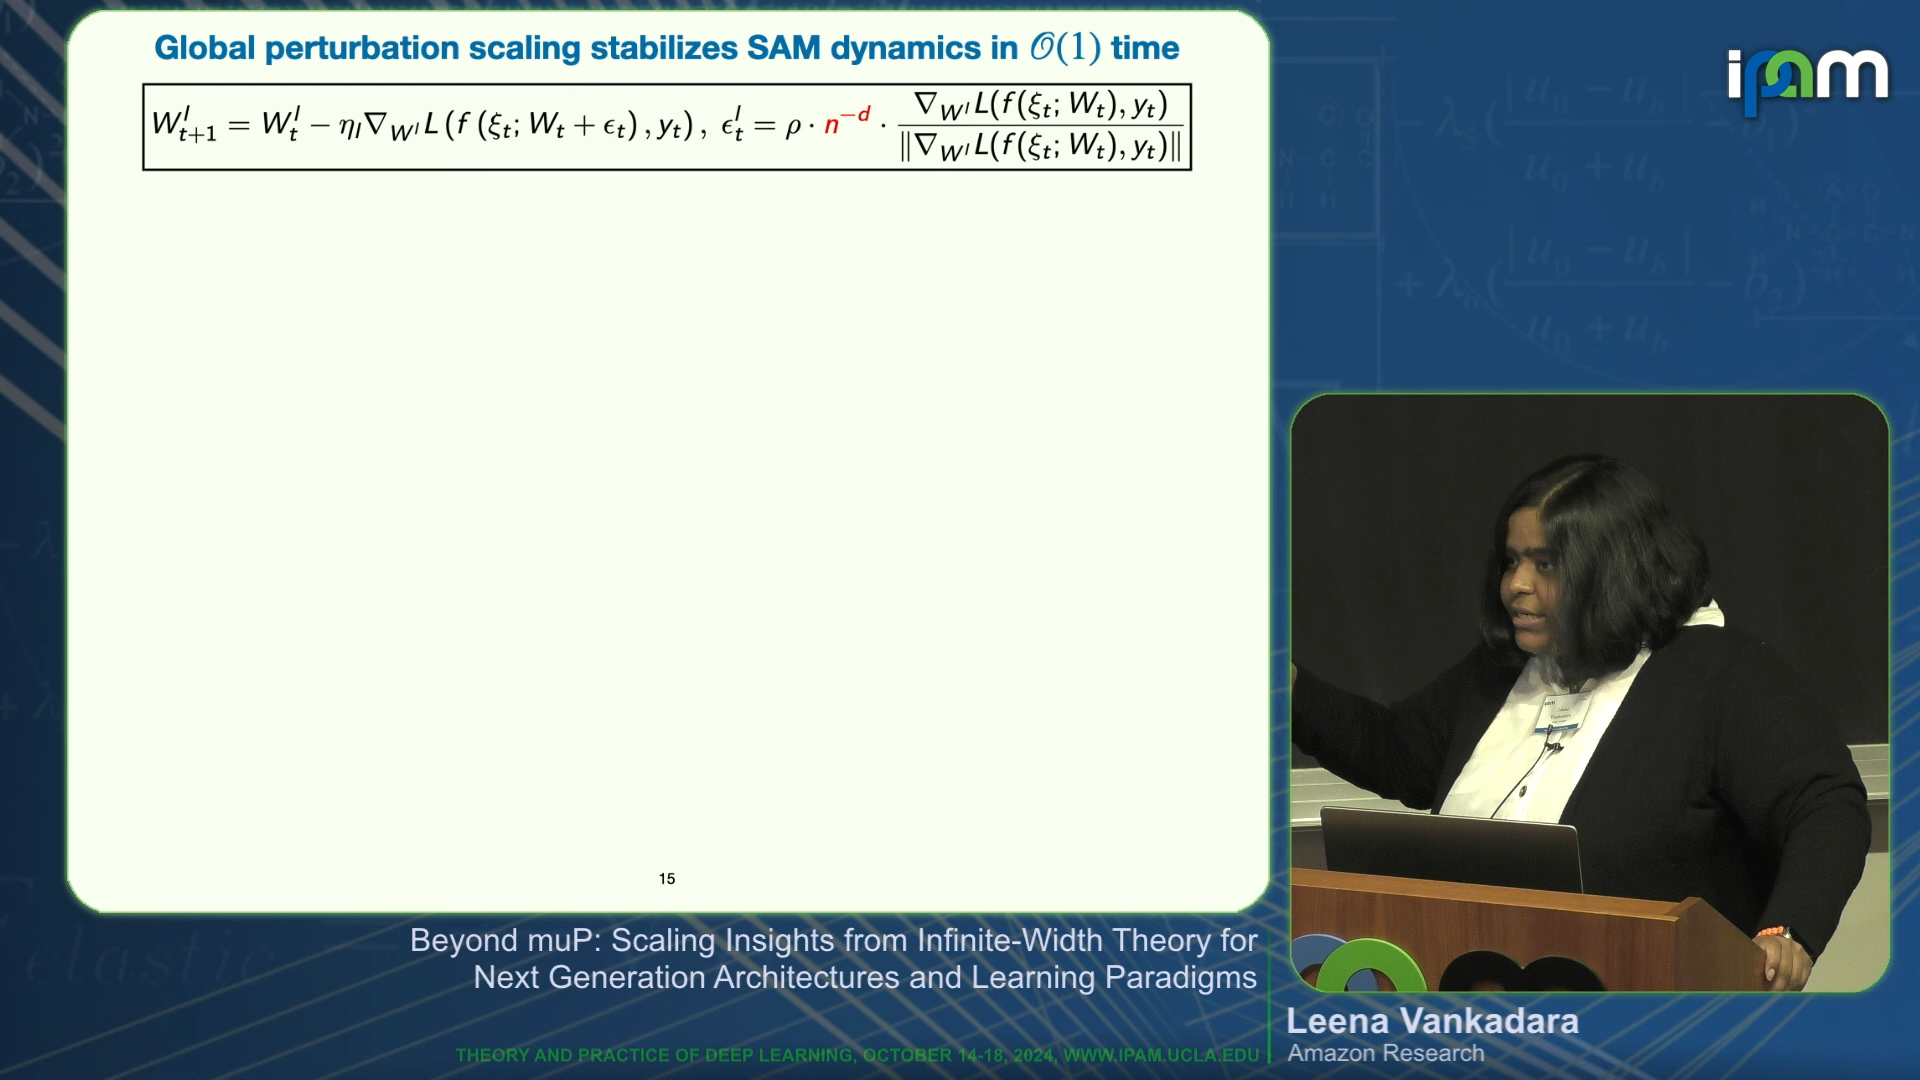 Global perturbation scaling stabilizes SAM dynamics in 𝒪(1) time
W^l_{t+1} = W^l_t − η_l ∇_{W^l} L (f (ξ_t; W_t + ϵ_t) , y_t) , ϵ^l_t = ρ · n^{−d} · ∇_{W^l} L(f(ξ_t; W_t), y_t) / ‖∇_{W^l} L(f(ξ_t; W_t), y_t)‖
15
ipam
Beyond muP: Scaling Insights from Infinite-Width Theory for
Next Generation Architectures and Learning Paradigms
THEORY AND PRACTICE OF DEEP LEARNING, OCTOBER 14-18, 2024, WWW.IPAM.UCLA.EDU
Leena Vankadara
Amazon Research